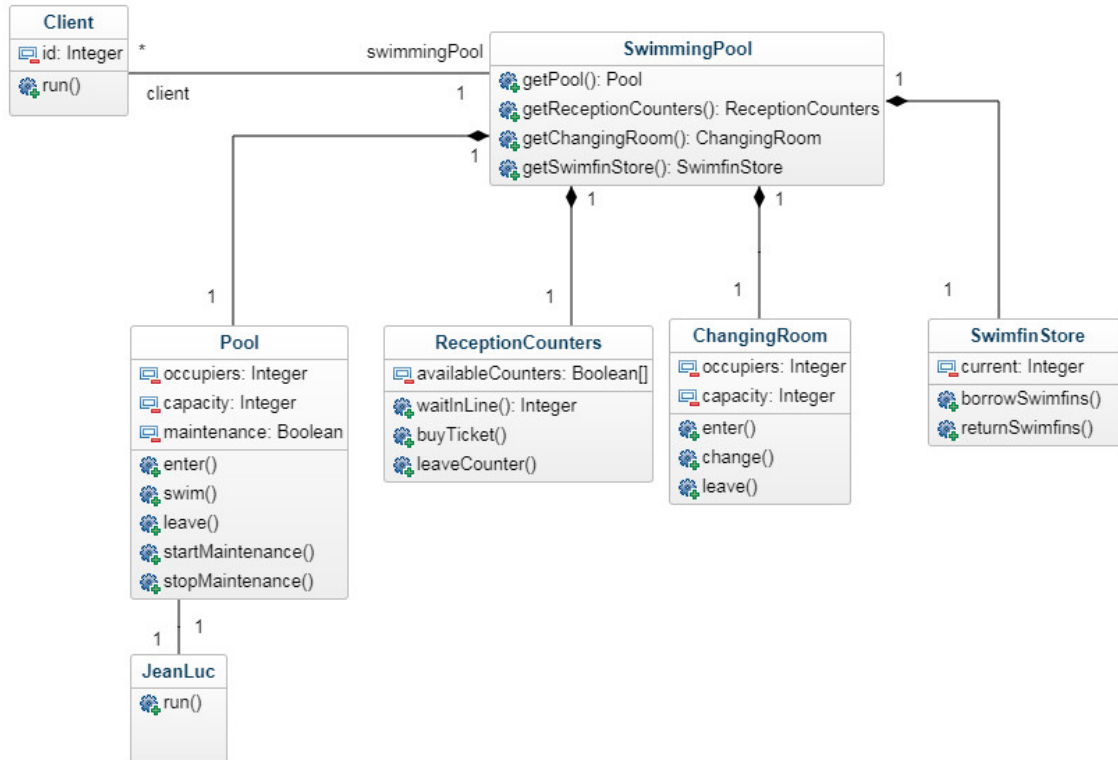 Client
id: Integer
run()
*
client
swimmingPool
1
SwimmingPool
getPool(): Pool
getReceptionCounters(): ReceptionCounters
getChangingRoom(): ChangingRoom
getSwimfinStore(): SwimfinStore
1
1
1
1
1
1
1
1
Pool
occupiers: Integer
capacity: Integer
maintenance: Boolean
enter()
swim()
leave()
startMaintenance()
stopMaintenance()
ReceptionCounters
availableCounters: Boolean[]
waitInLine(): Integer
buyTicket()
leaveCounter()
ChangingRoom
occupiers: Integer
capacity: Integer
enter()
change()
leave()
SwimfinStore
current: Integer
borrowSwimfins()
returnSwimfins()
1
1
JeanLuc
run()